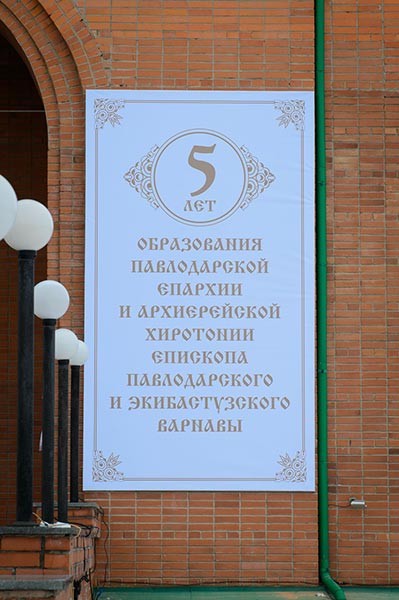 5
ЛЕТ
ОБРАЗОВАНИЯ
ПАВЛОДАРСКОЙ
ЕПАРХИИ
И АРХИЕРЕЙСКОЙ
ХИРОТОНИИ
ЕПИСКОПА
ПАВЛОДАРСКОГО
И ЭКИБАСТУЗСКОГО
ВАРНАВЫ